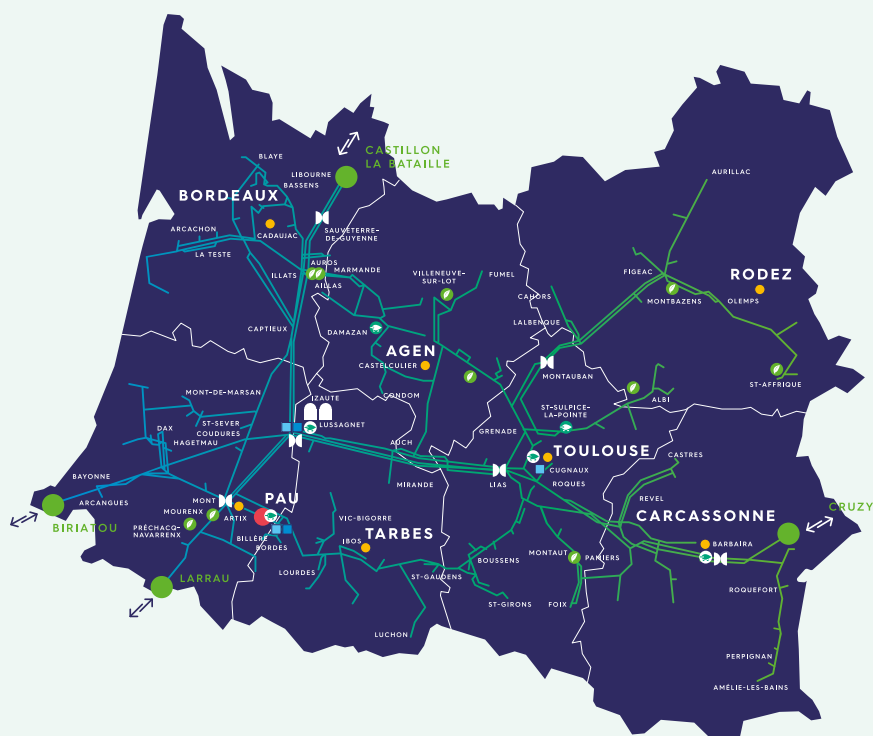 CASTILLON
LA BATAILLE
BLAYE
LIBOURNE
BASSENS
AURILLAC
BORDEAUX
ARCACHON
CADAUJAC
SAUVETERRE-
DE-GUYENNE
LA TESTE
AUROS
MARMANDE
ILLATS
AILLAS
VILLENEUVE-
SUR-LOT
FUMEL
FIGEAC
RODEZ
CAHORS
MONTBAZENS
OLEMPS
LALBENQUE
CAPTIEUX
DAMAZAN
AGEN
CASTELCULIER
MONTAUBAN
ST-AFFRIQUE
MONT-DE-MARSAN
IZAUTE
CONDOM
ALBI
ST-SULPICE-
LA-POINTE
ST-SEVER
LUSSAGNET
DAX
COUDURES
HAGETMAU
GRENADE
AUCH
TOULOUSE
CASTRES
BAYONNE
CUGNAUX
MIRANDE
LIAS
ROQUES
ARCANGUES
MONT
PAU
REVEL
CRUZY
MOURENX
ARTIX
VIC-BIGORRE
CARCASSONNE
BIRIATOU
PRÉCHACQ-
NAVARRENX
BILLÈRE
BORDES
IBOS
TARBES
BARBAÏRA
MONTAUT
PAMIERS
BOUSSENS
LARRAU
LOURDES
ST-GAUDENS
ROQUEFORT
ST-GIRONS
FOIX
LUCHON
PERPIGNAN
AMÉLIE-LES-BAINS